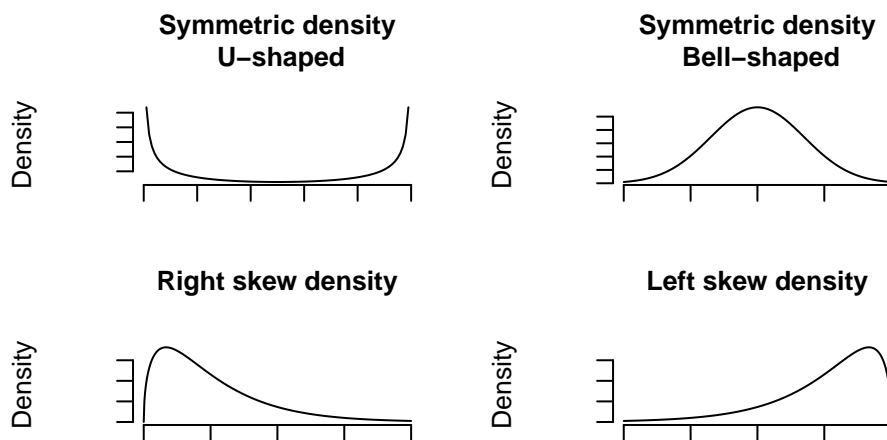 Symmetric density
U−shaped
Density
Symmetric density
Bell−shaped
Density
Right skew density
Density
Left skew density
Density